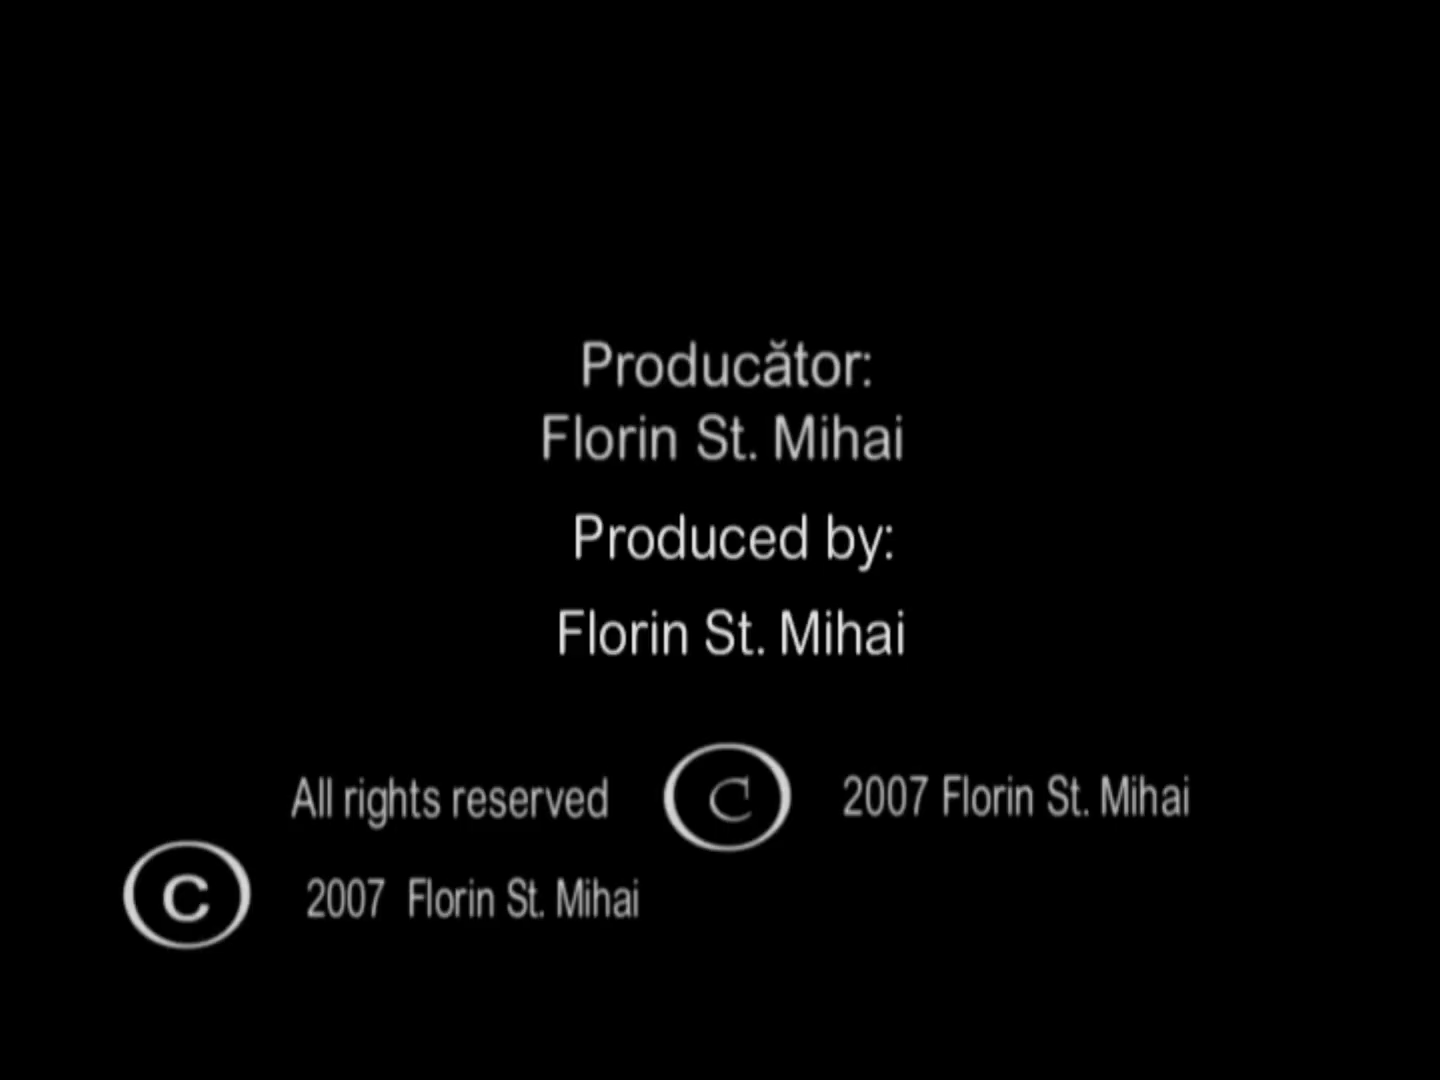 Producător:
Florin St. Mihai
Produced by:
Florin St. Mihai
All rights reserved © 2007 Florin St. Mihai
© 2007 Florin St. Mihai